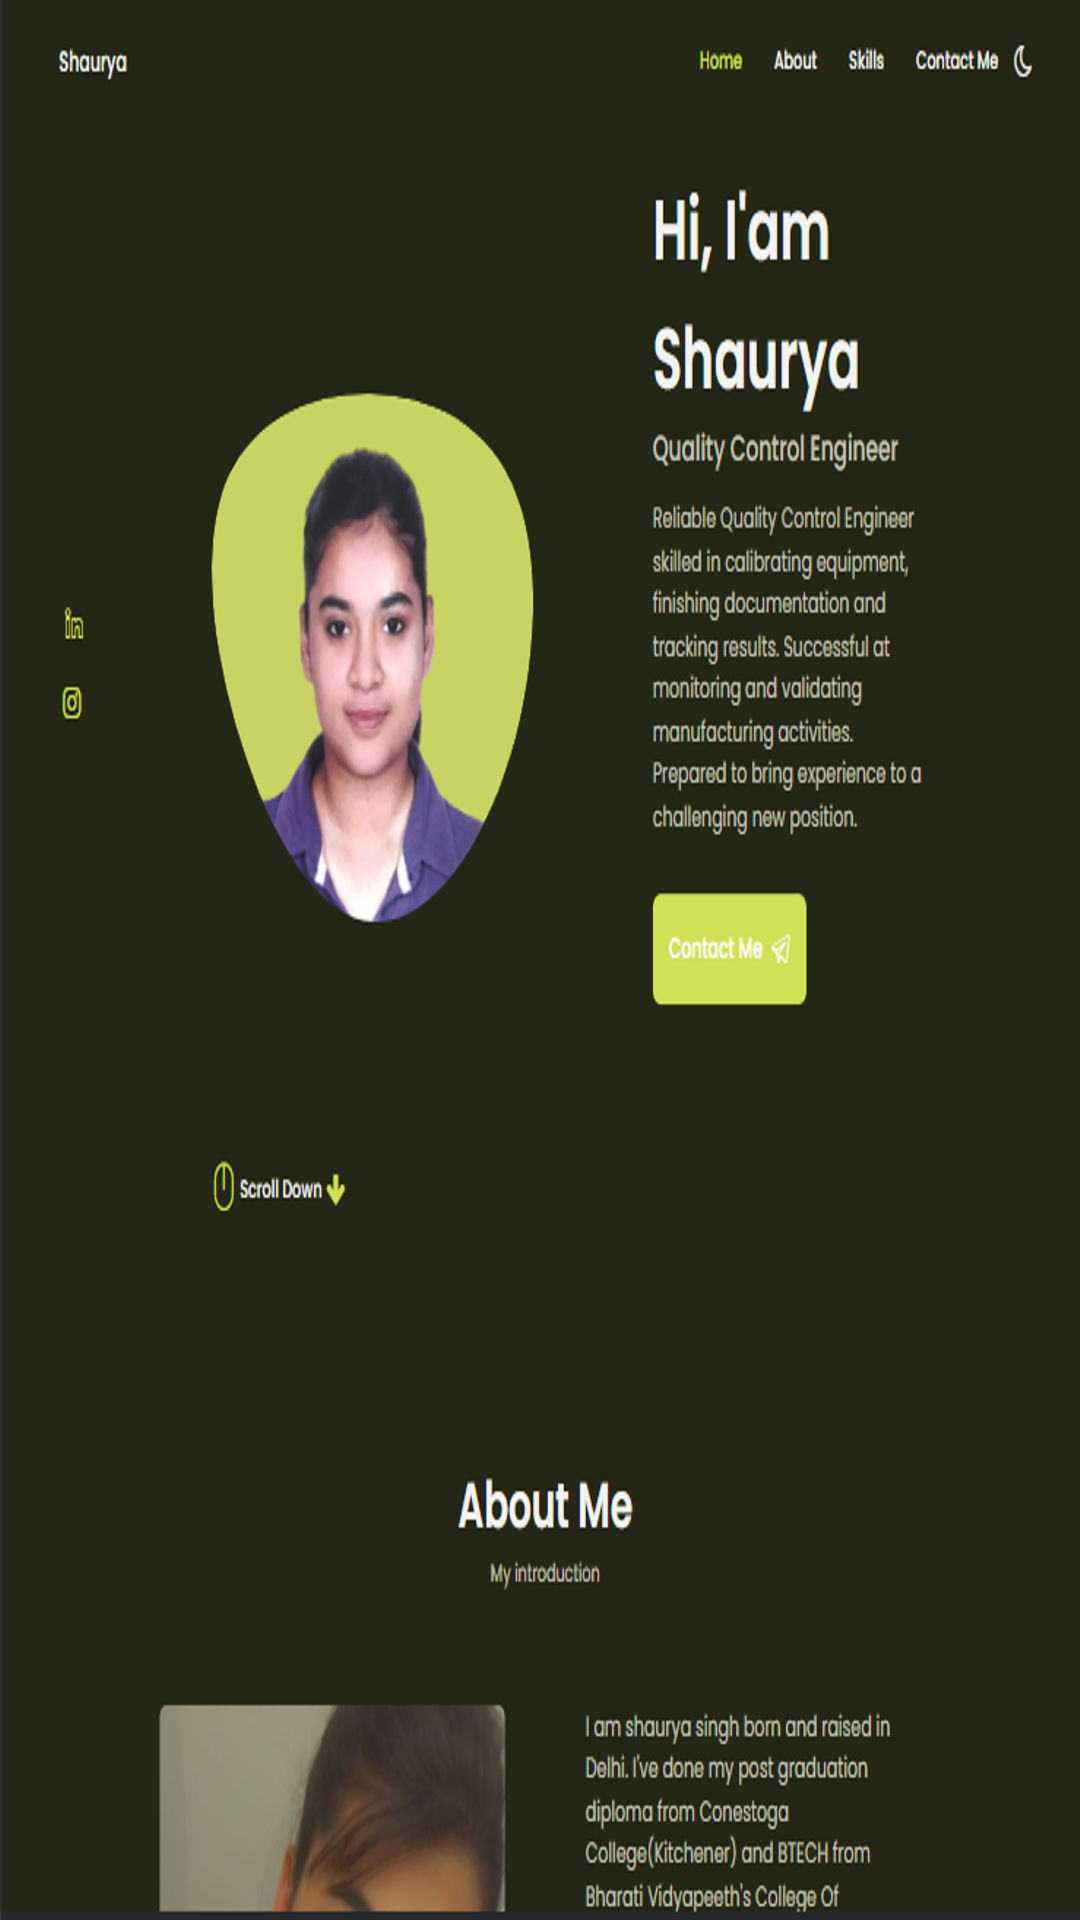 Shaurya
Home About Skills Contact Me
Hi, I'am
Shaurya
Quality Control Engineer
Reliable Quality Control Engineer
skilled in calibrating equipment,
finishing documentation and
tracking results. Successful at
monitoring and validating
manufacturing activities.
Prepared to bring experience to a
challenging new position.
in
Contact Me
Scroll Down
About Me
My introduction
I am shaurya singh born and raised in
Delhi. I've done my post graduation
diploma from Conestoga
College(Kitchener) and BTECH from
Bharati Vidyapeeth's College Of